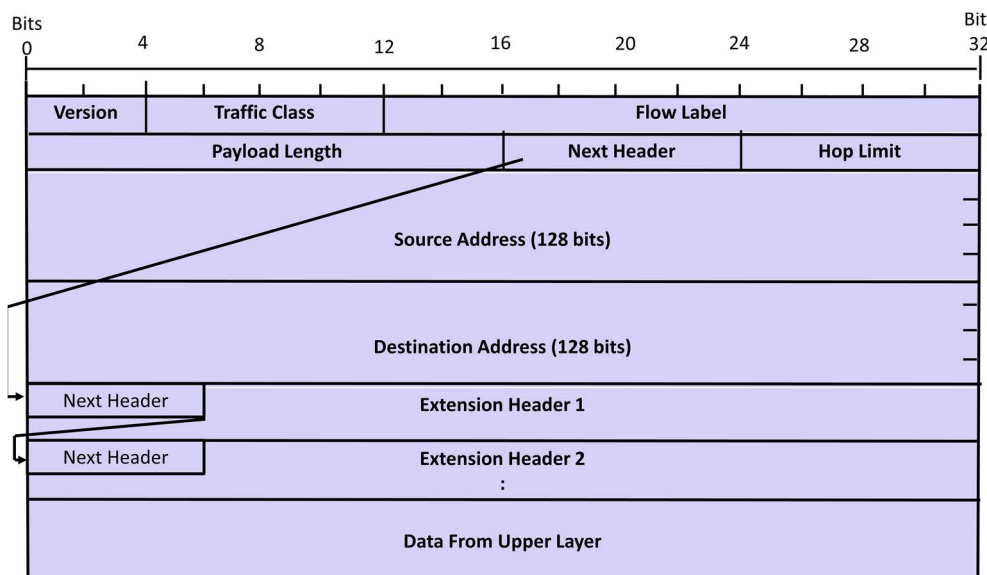 Bits Bit
0 4 8 12 16 20 24 28 32
Version Traffic Class Flow Label
Payload Length Next Header Hop Limit
Source Address (128 bits)
Destination Address (128 bits)
Next Header Extension Header 1
Next Header Extension Header 2
:
Data From Upper Layer